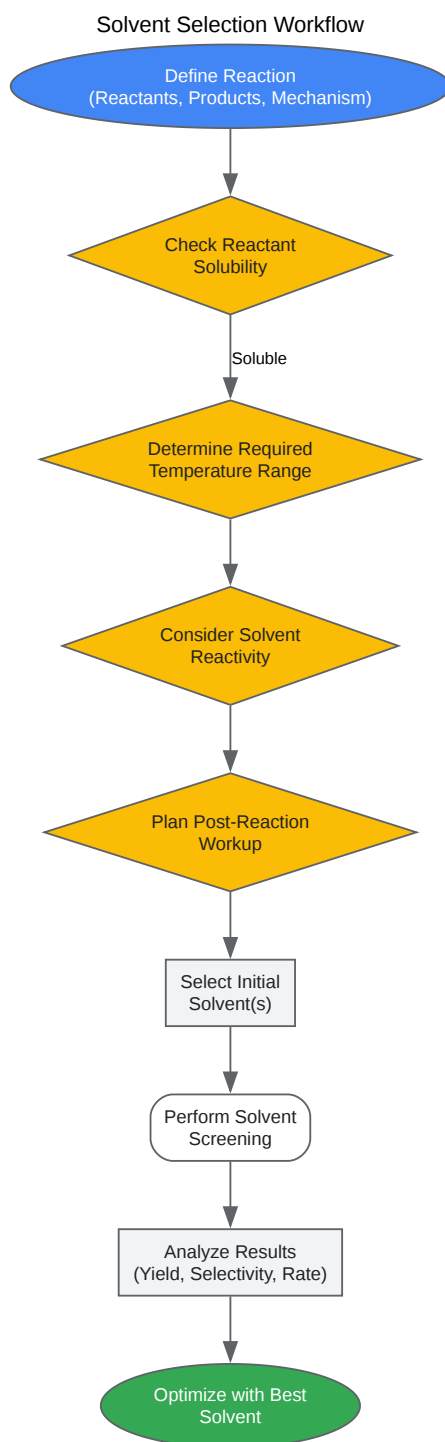 Solvent Selection Workflow
Define Reaction
(Reactants, Products, Mechanism)
Check Reactant
Solubility
Soluble
Determine Required
Temperature Range
Consider Solvent
Reactivity
Plan Post-Reaction
Workup
Select Initial
Solvent(s)
Perform Solvent
Screening
Analyze Results
(Yield, Selectivity, Rate)
Optimize with Best
Solvent